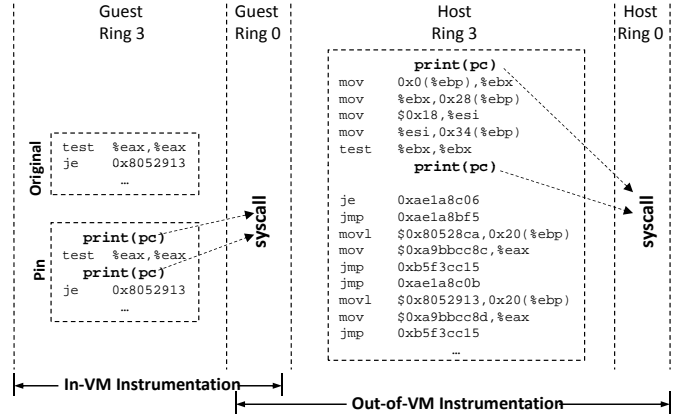 Guest
Ring 3
Guest
Ring 0
Host
Ring 3
Host
Ring 0
Original
test %eax,%eax
je 0x8052913
…
Pin
print(pc)
test %eax,%eax
print(pc)
je 0x8052913
…
syscall
print(pc)
mov 0x0(%ebp),%ebx
mov %ebx,0x28(%ebp)
mov $0x18,%esi
mov %esi,0x34(%ebp)
test %ebx,%ebx
print(pc)
je 0xae1a8c06
jmp 0xae1a8bf5
movl $0x80528ca,0x20(%ebp)
mov $0xa9bbcc8c,%eax
jmp 0xb5f3cc15
jmp 0xae1a8c0b
movl $0x8052913,0x20(%ebp)
mov $0xa9bbcc8d,%eax
jmp 0xb5f3cc15
…
syscall
In-VM Instrumentation
Out-of-VM Instrumentation